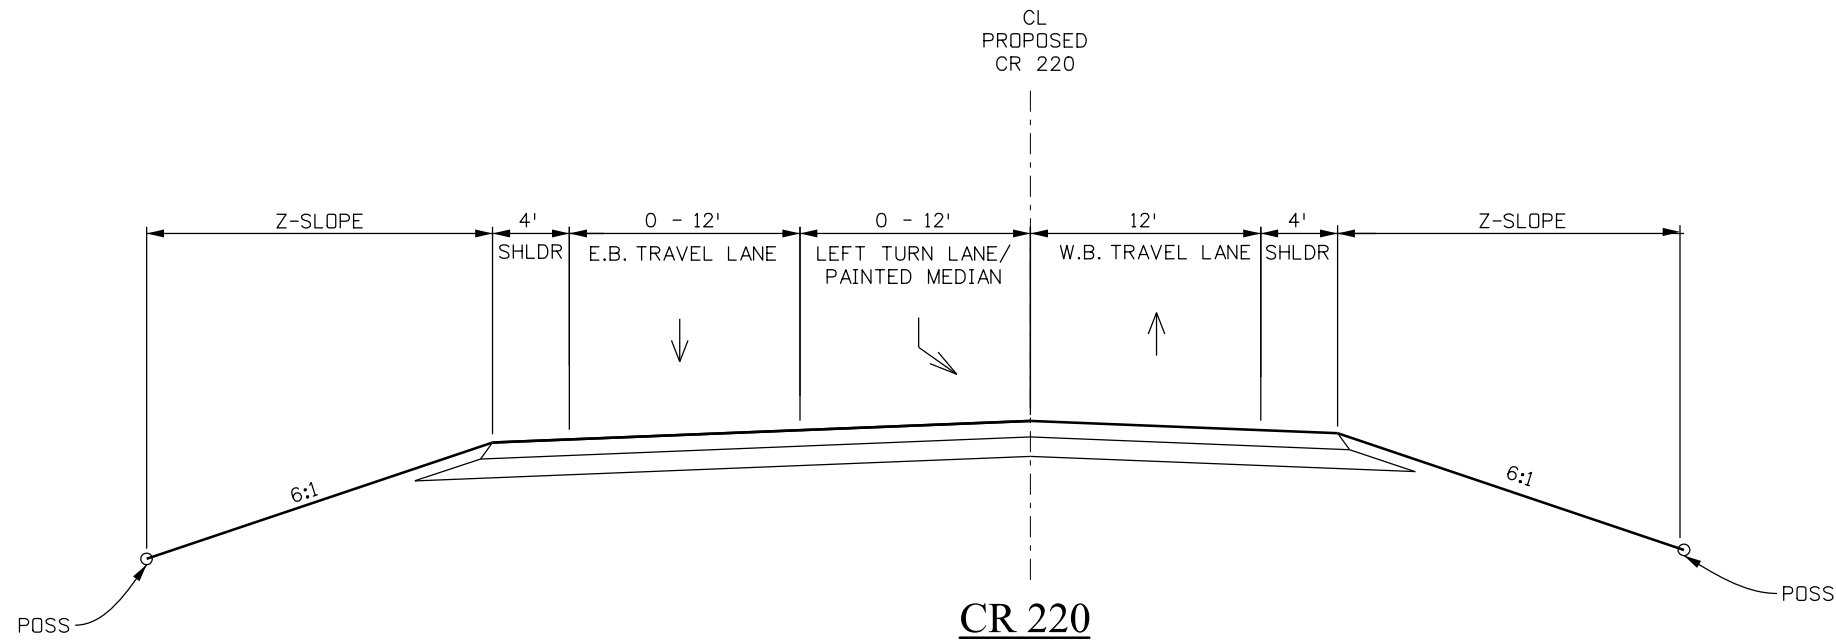 CL
PROPOSED
CR 220
Z-SLOPE
4'
0 - 12'
0 - 12'
12'
4'
Z-SLOPE
SHLDR
E.B. TRAVEL LANE
LEFT TURN LANE/
PAINTED MEDIAN
W.B. TRAVEL LANE
SHLDR
6:1
6:1
POSS
POSS
CR 220